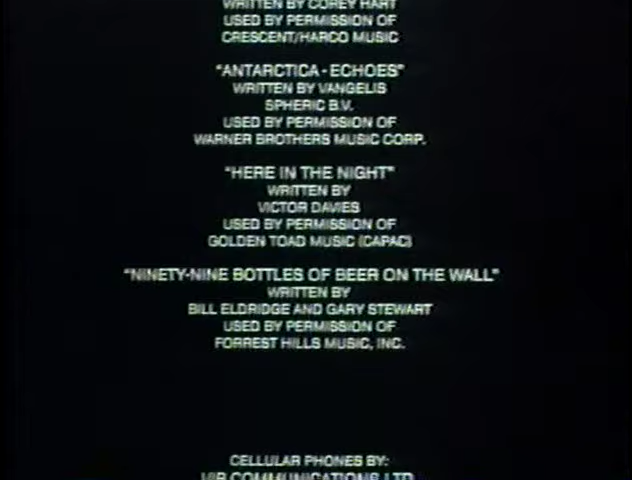 WRITTEN BY COREY HART
USED BY PERMISSION OF
CRESCENT/HARCO MUSIC
"ANTARCTICA - ECHOES"
WRITTEN BY VANGELIS
SPHERIC B.V.
USED BY PERMISSION OF
WARNER BROTHERS MUSIC CORP.
"HERE IN THE NIGHT"
WRITTEN BY
VICTOR DAVIES
USED BY PERMISSION OF
GOLDEN TOAD MUSIC (CAPAC)
"NINETY-NINE BOTTLES OF BEER ON THE WALL"
WRITTEN BY
BILL ELDRIDGE AND GARY STEWART
USED BY PERMISSION OF
FORREST HILLS MUSIC, INC.
CELLULAR PHONES BY:
COMMUNICATIONS LTD.